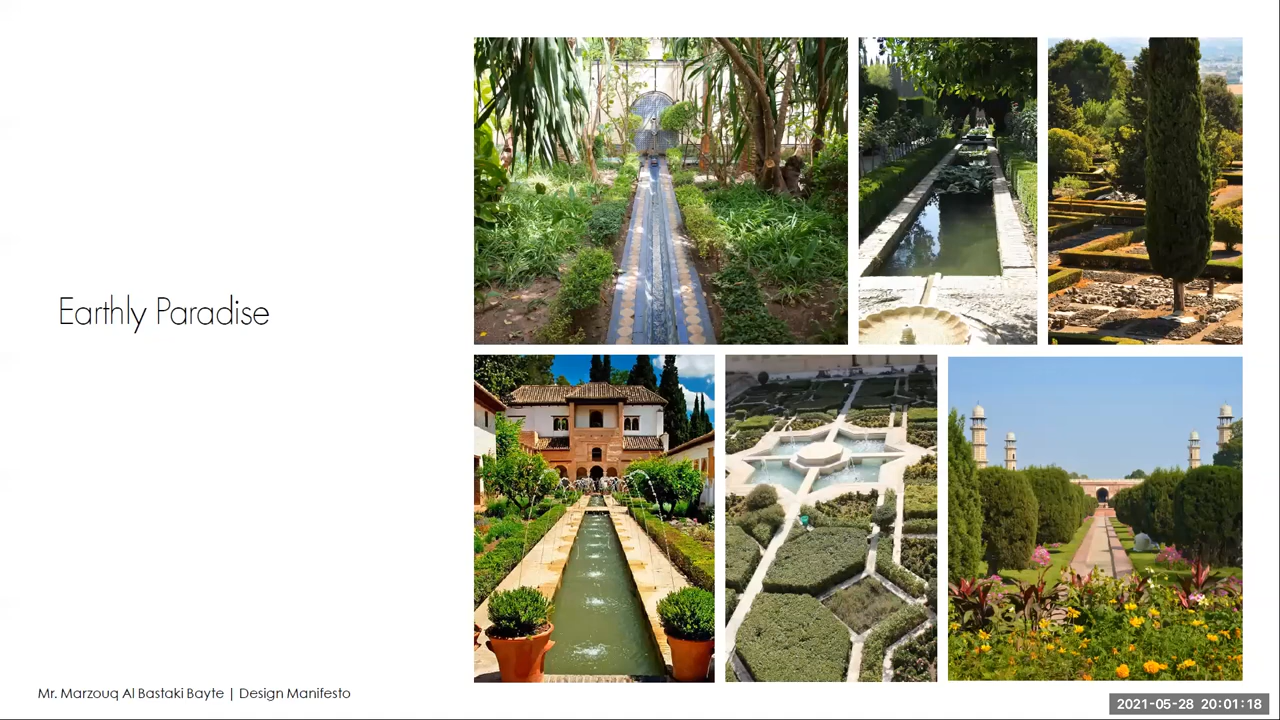 Earthly Paradise
Mr. Marzouq Al Bastaki Bayte | Design Manifesto
2021-05-28 20:01:18